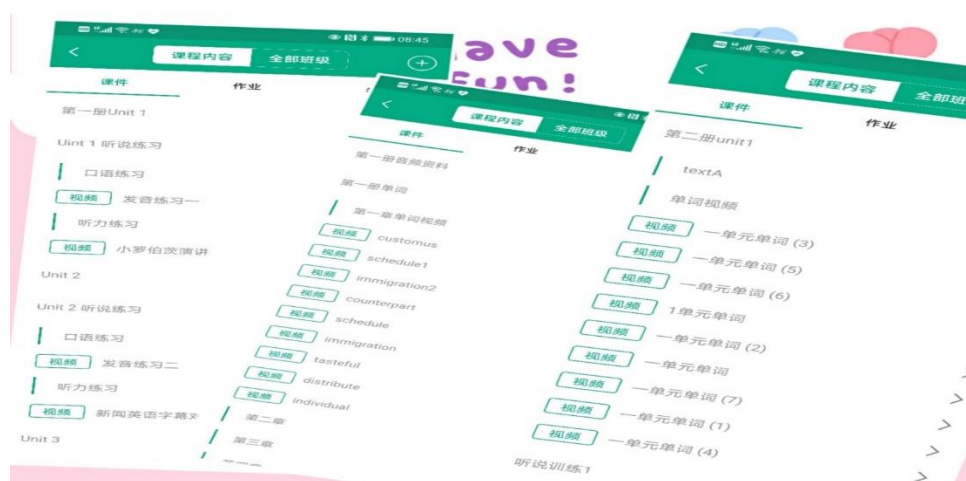 ave
Fun!
08:45
课程内容 全部班级
课件 作业
第一册Unit 1
Uint 1 听说练习
口语练习
视频 发音练习一
听力练习
视频 小罗伯茨演讲
Unit 2
Unit 2 听说练习
口语练习
视频 发音练习二
听力练习
视频 新闻英语字幕对
Unit 3
课程内容 全部班级
课件 作业
第一册音频资料
第一册单词
第一章单词视频
视频 customus
视频 schedule1
视频 immigration2
视频 counterpart
视频 schedule
视频 immigration
视频 tasteful
视频 distribute
视频 individual
第二章
第三章
课程内容 全部班级
课件 作业
第二册unit1
textA
单词视频
视频 一单元单词 (3)
视频 一单元单词 (5)
视频 一单元单词 (6)
视频 1单元单词
视频 一单元单词 (2)
视频 一单元单词
视频 一单元单词 (7)
视频 一单元单词 (1)
视频 一单元单词 (4)
听说训练1